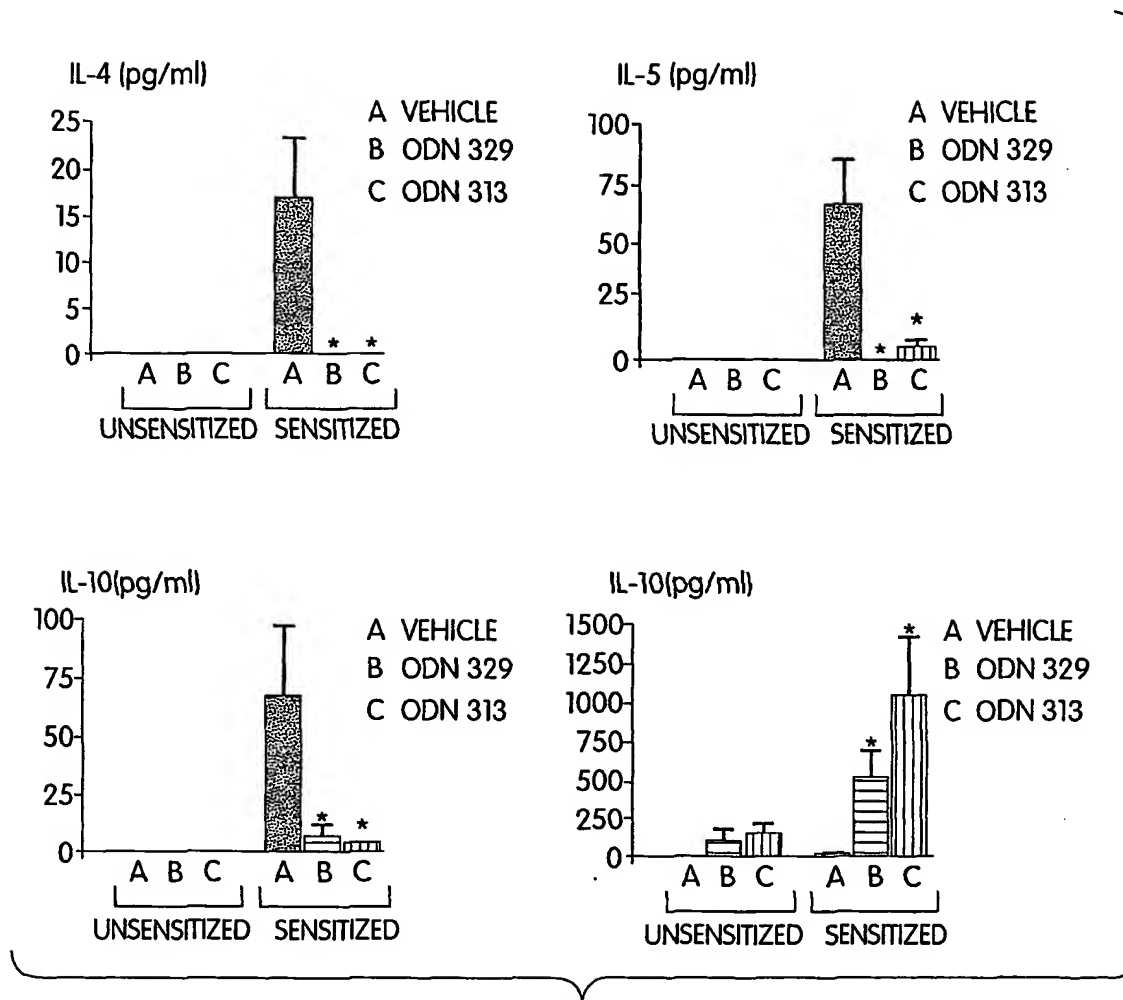 IL-4 (pg/ml)
A VEHICLE
B ODN 329
C ODN 313
25
20
15
10
5
0
* *
A B C A B C
UNSENSITIZED SENSITIZED
IL-5 (pg/ml)
A VEHICLE
B ODN 329
C ODN 313
100
75
50
25
0
* *
A B C A B C
UNSENSITIZED SENSITIZED
IL-10(pg/ml)
A VEHICLE
B ODN 329
C ODN 313
100
75
50
25
0
* *
A B C A B C
UNSENSITIZED SENSITIZED
IL-10(pg/ml)
A VEHICLE
B ODN 329
C ODN 313
1500
1250
1000
750
500
250
0
* *
A B C A B C
UNSENSITIZED SENSITIZED